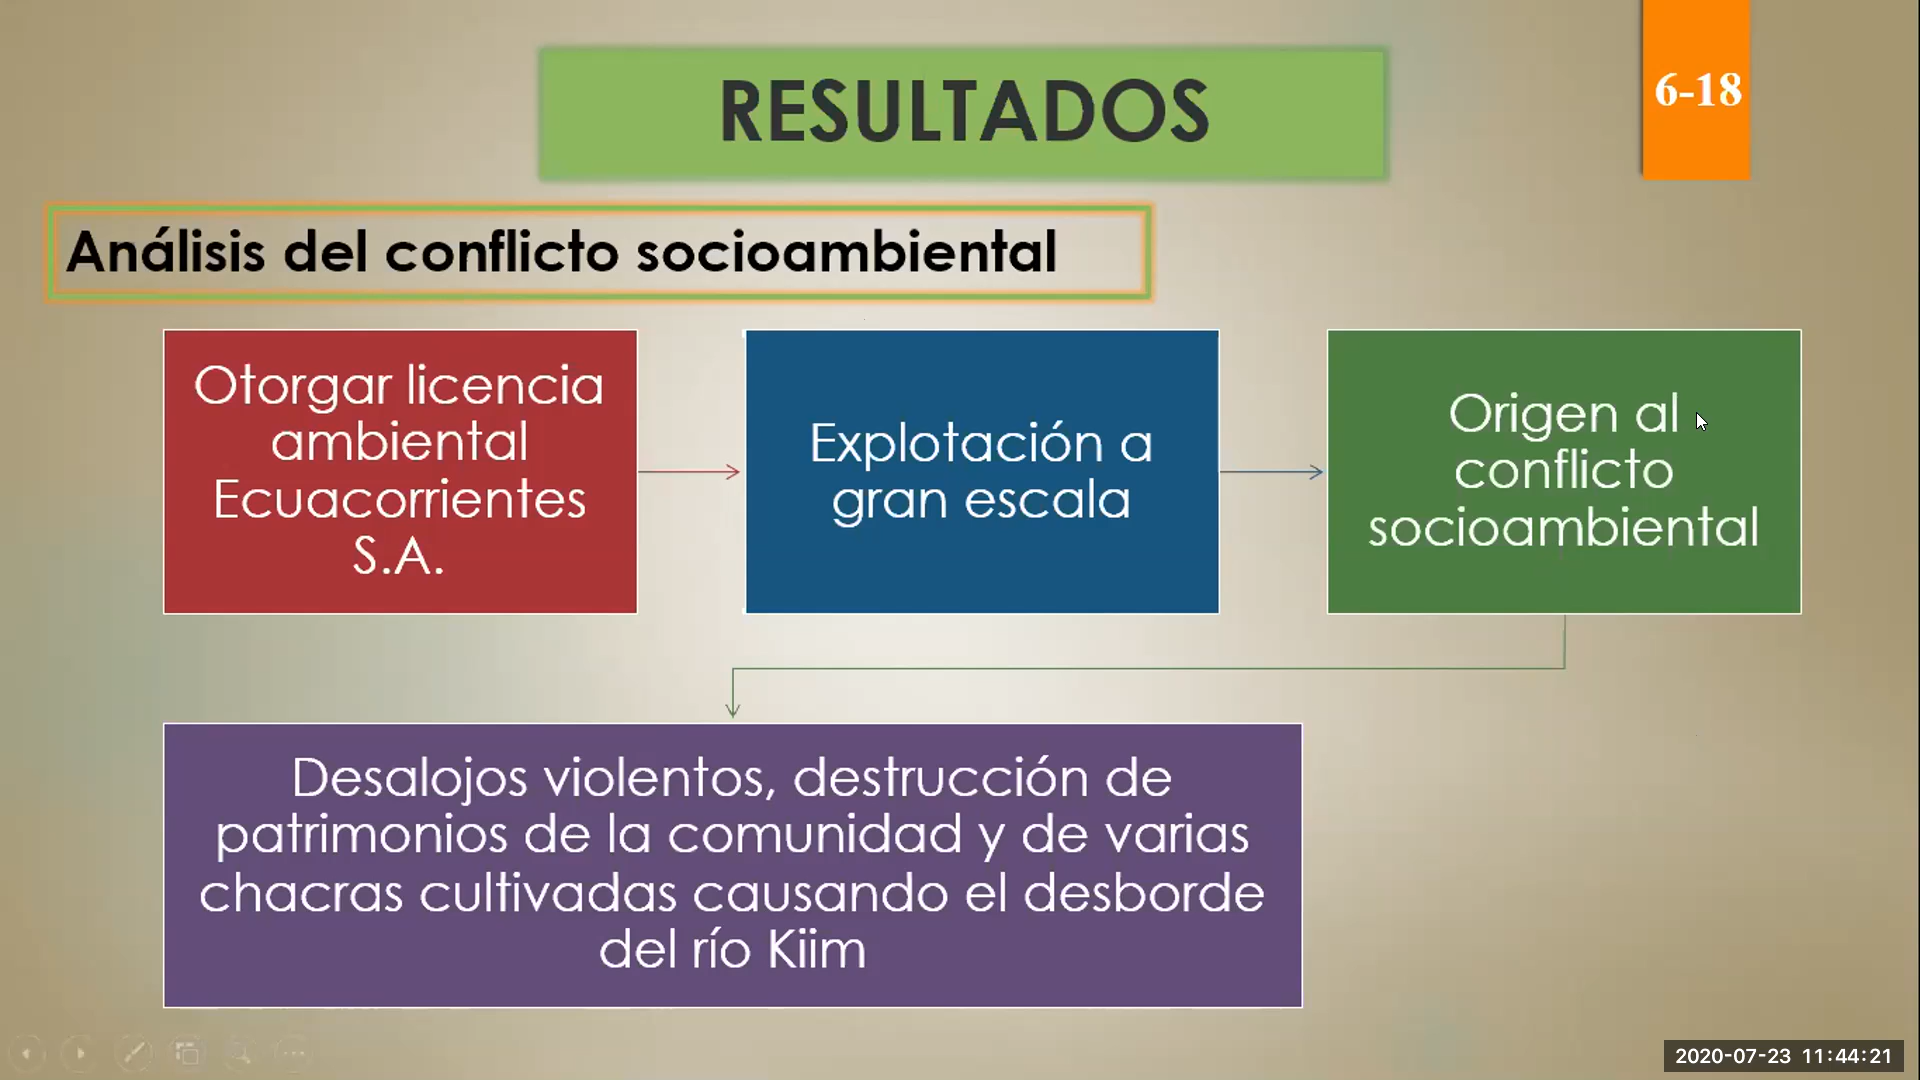 RESULTADOS
6-18
Análisis del conflicto socioambiental
Otorgar licencia
ambiental
Ecuacorrientes
S.A.
Explotación a
gran escala
Origen al
conflicto
socioambiental
Desalojos violentos, destrucción de
patrimonios de la comunidad y de varias
chacras cultivadas causando el desborde
del río Kiim
2020-07-23 11:44:21